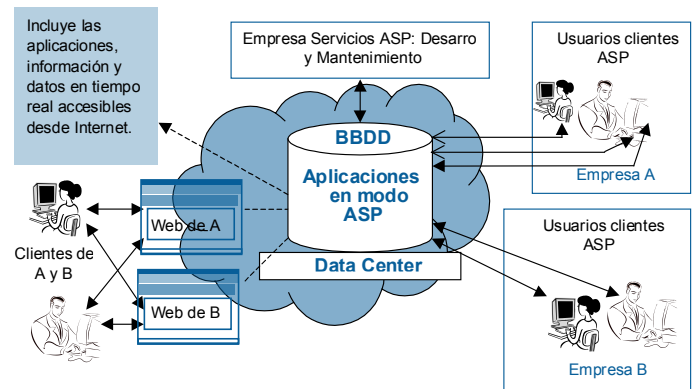 Incluye las
aplicaciones,
información y
datos en tiempo
real accesibles
desde Internet.
Empresa Servicios ASP: Desarro
y Mantenimiento
Usuarios clientes
ASP
Empresa A
BBDD
Aplicaciones
en modo
ASP
Data Center
Web de A
Clientes de
A y B
Web de B
Usuarios clientes
ASP
Empresa B